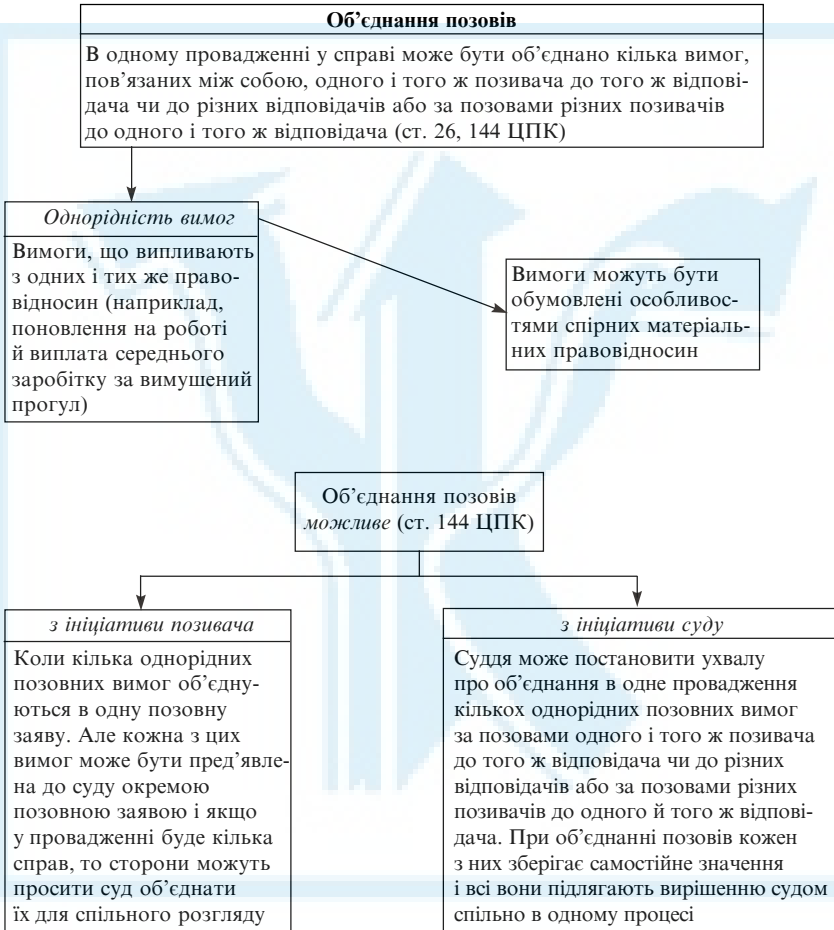 Об’єднання позовів
В одному провадженні у справі може бути об’єднано кілька вимог,
пов’язаних між собою, одного і того ж позивача до того ж відпові-
дача чи до різних відповідачів або за позовами різних позивачів
до одного і того ж відповідача (ст. 26, 144 ЦПК)
Однорідність вимог
Вимоги, що випливають
з одних і тих же право-
відносин (наприклад,
поновлення на роботі
й виплата середнього
заробітку за вимушений
прогул)
Вимоги можуть бути
обумовлені особливос-
тями спірних матеріаль-
них правовідносин
Об’єднання позовів
можливе (ст. 144 ЦПК)
з ініціативи позивача
Коли кілька однорідних
позовних вимог об’єдну-
ються в одну позовну
заяву. Але кожна з цих
вимог може бути пред’явле-
на до суду окремою
позовною заявою і якщо
у провадженні буде кілька
справ, то сторони можуть
просити суд об’єднати
їх для спільного розгляду
з ініціативи суду
Суддя може постановити ухвалу
про об’єднання в одне провадження
кількох однорідних позовних вимог
за позовами одного і того ж позивача
до того ж відповідача чи до різних
відповідачів або за позовами різних
позивачів до одного й того ж відпові-
дача. При об’єднанні позовів кожен
з них зберігає самостійне значення
і всі вони підлягають вирішенню судом
спільно в одному процесі